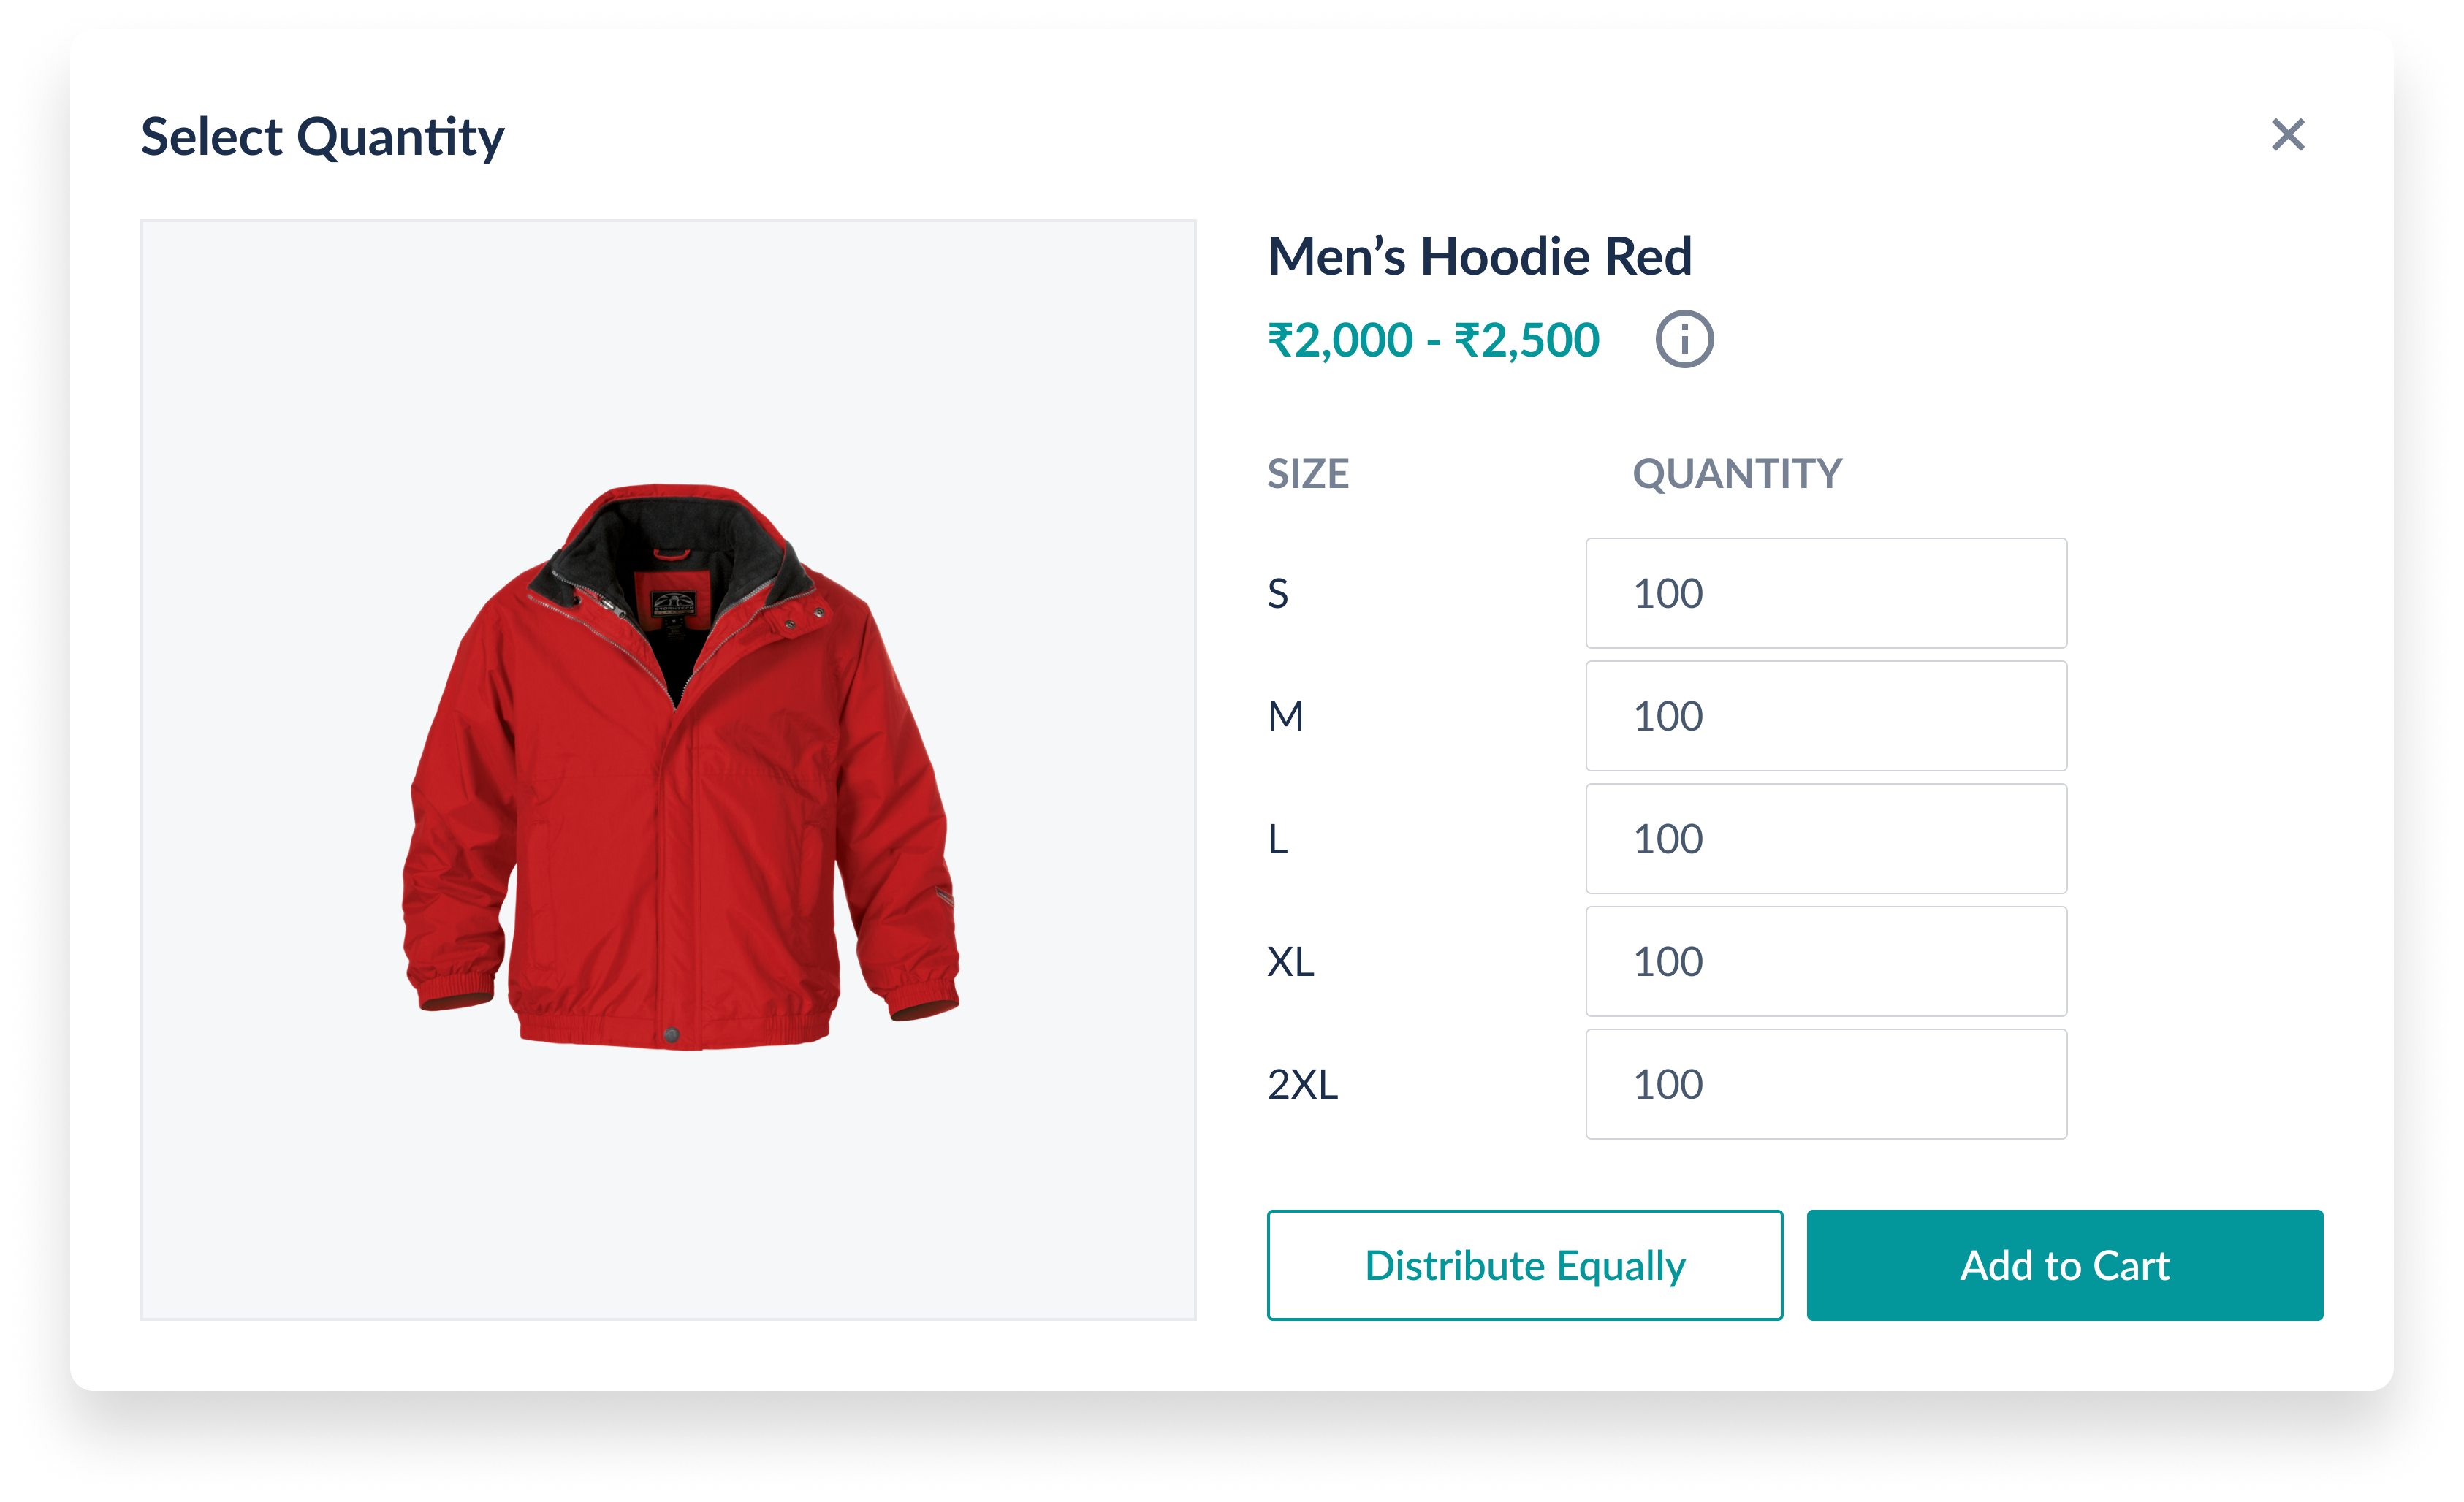 Select Quantity
Men’s Hoodie Red
₹2,000 - ₹2,500
SIZE QUANTITY
S 100
M 100
L 100
XL 100
2XL 100
Distribute Equally Add to Cart